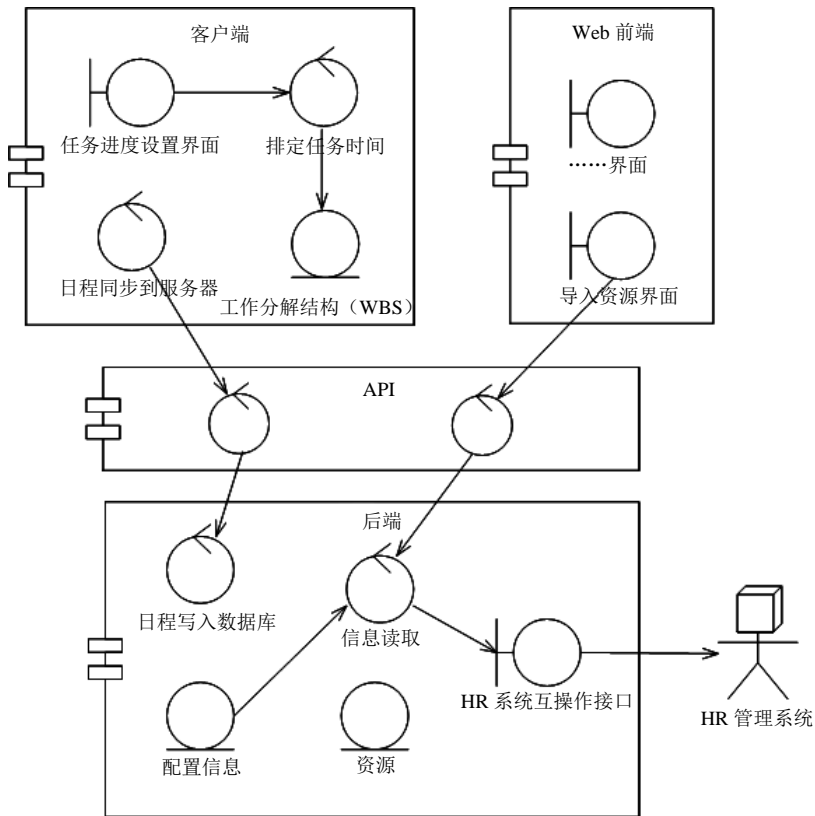 客户端
Web 前端
任务进度设置界面
排定任务时间
……界面
日程同步到服务器
工作分解结构（WBS）
导入资源界面
API
后端
日程写入数据库
信息读取
HR 系统互操作接口
HR 管理系统
配置信息
资源